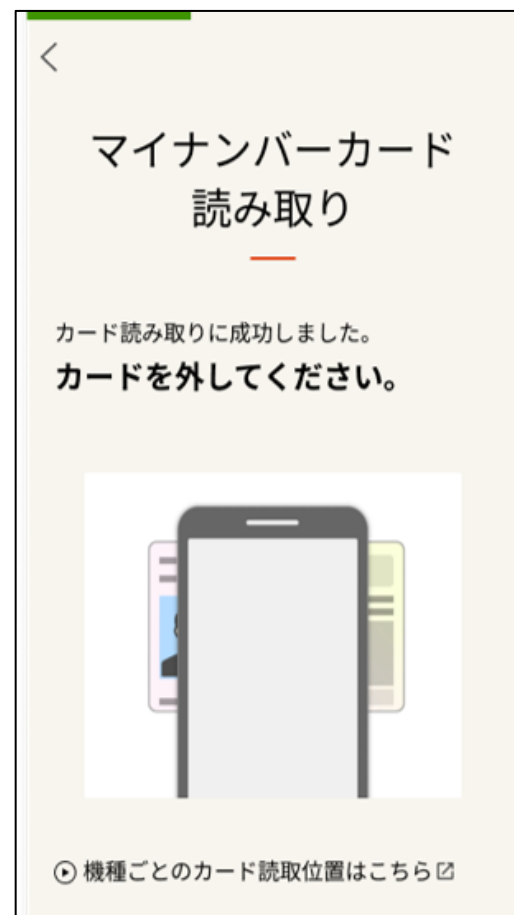 マイナンバーカード
読み取り
カード読み取りに成功しました。
カードを外してください。
機種ごとのカード読取位置はこちら